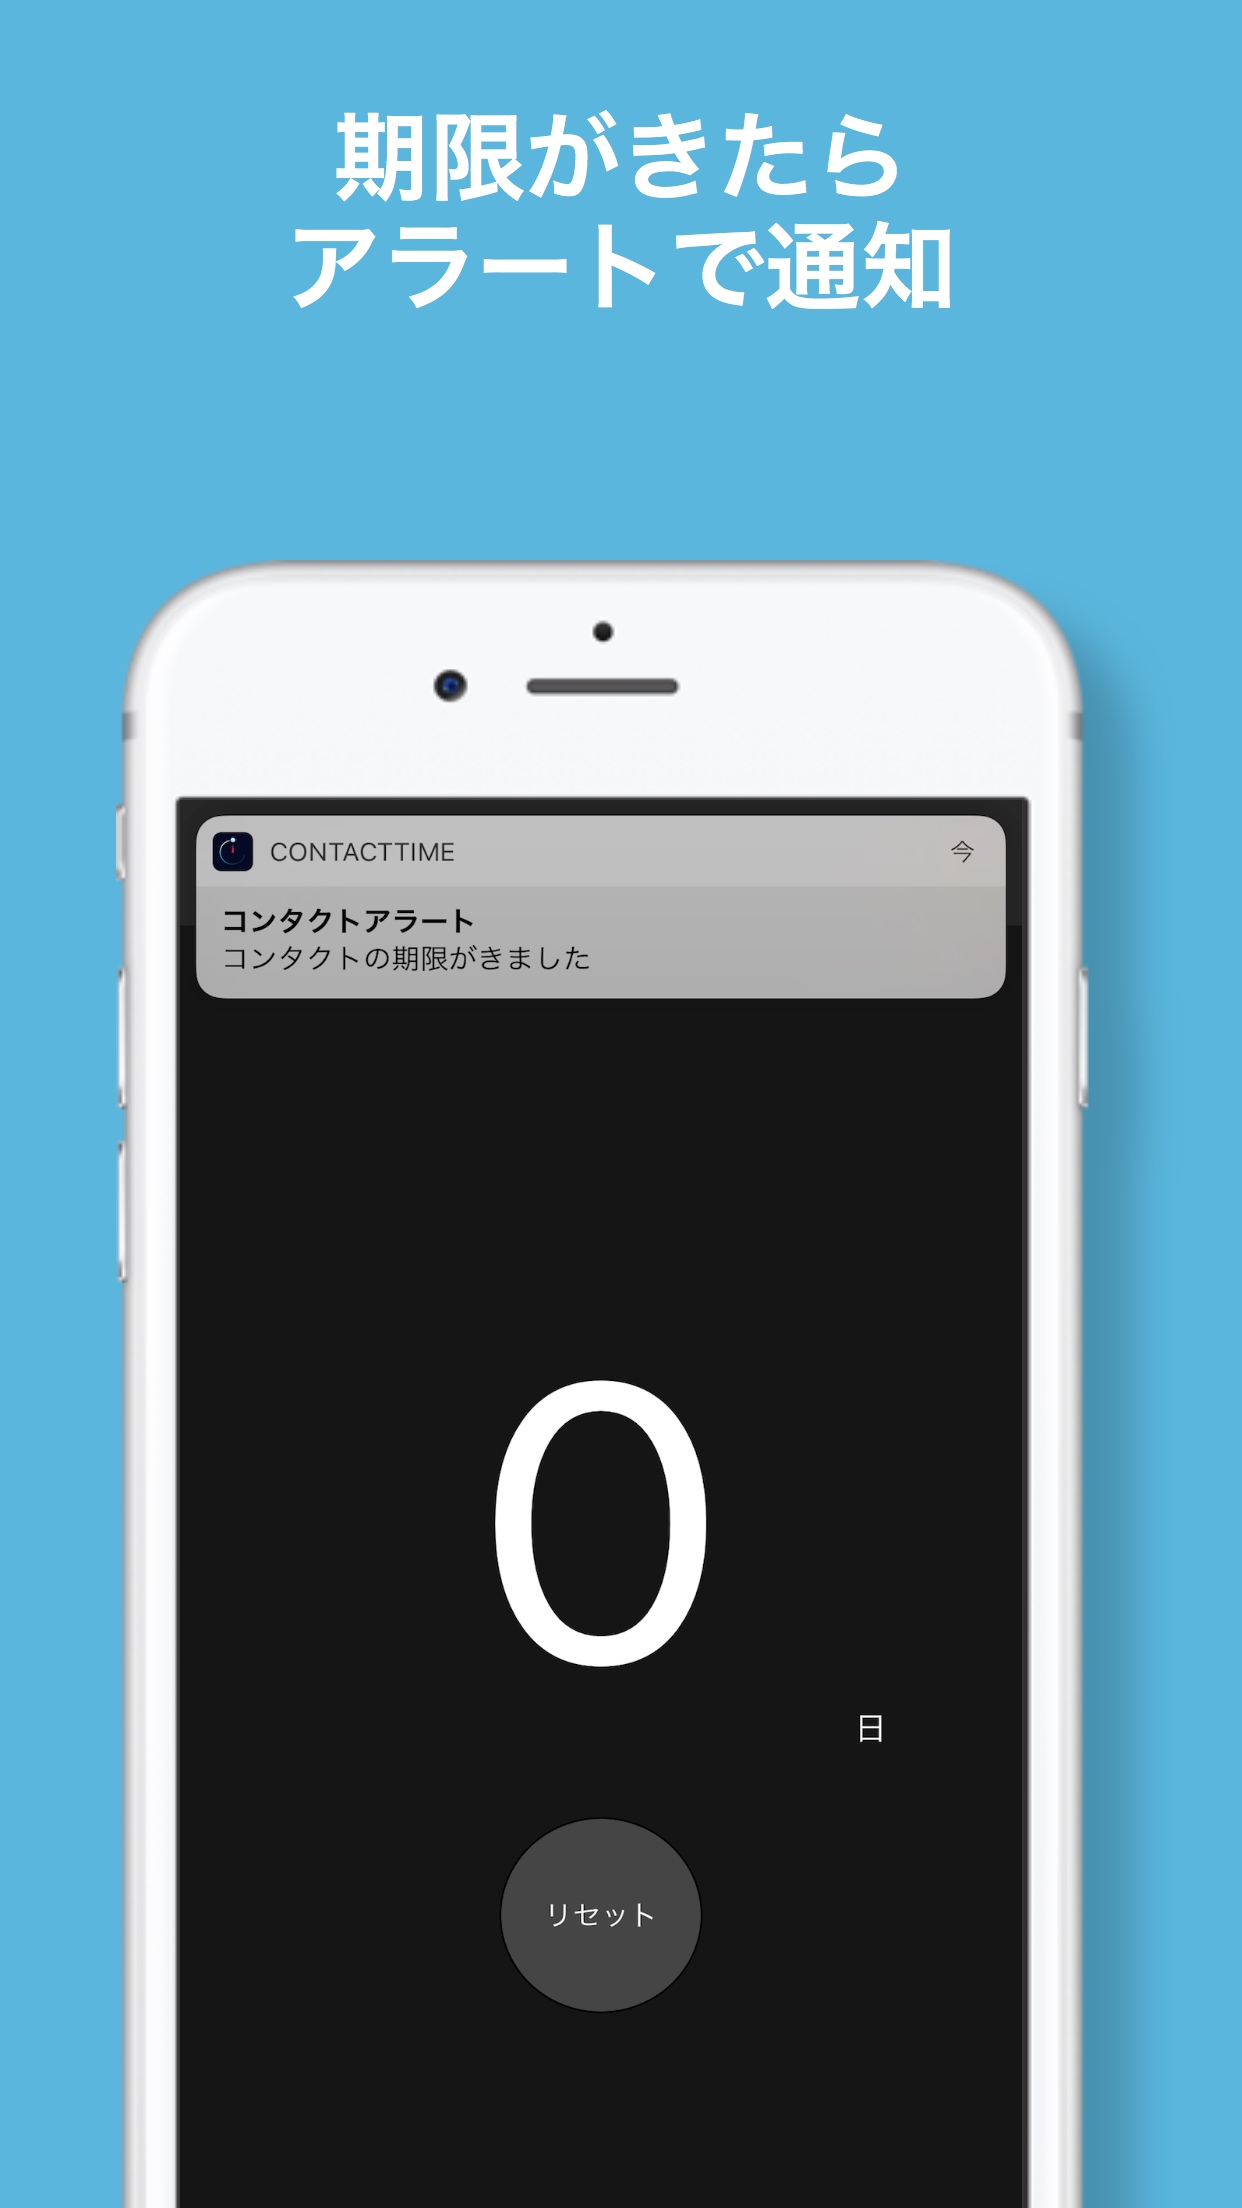 期限がきたら
アラートで通知
CONTACTTIME 今
コンタクトアラート
コンタクトの期限がきました
0
日
リセット